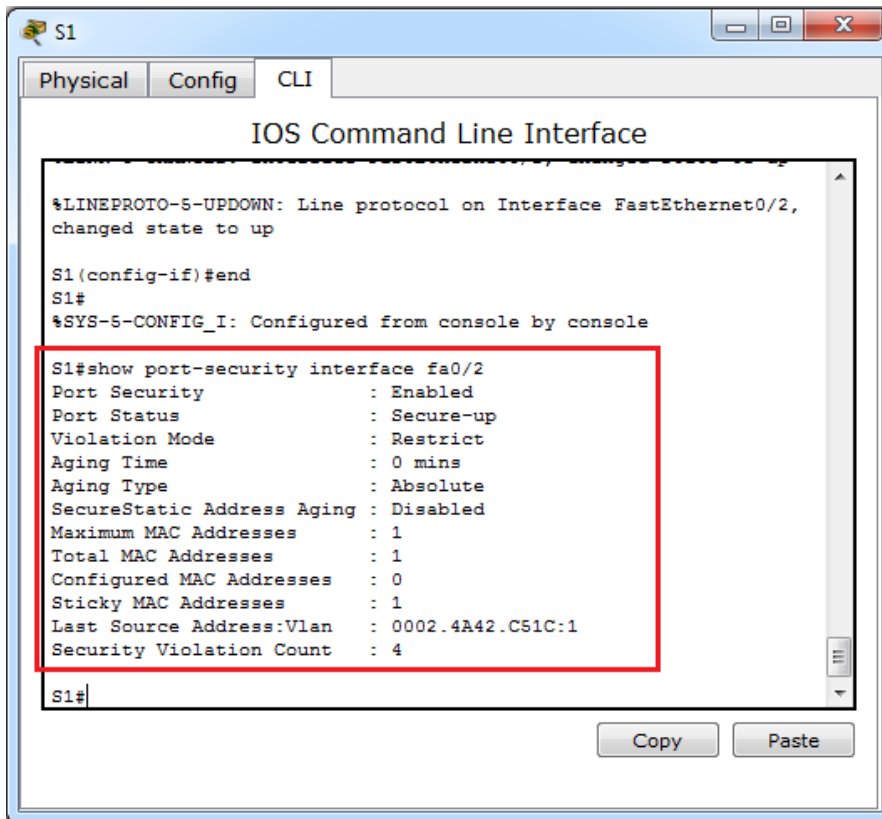 S1
Physical
Config
CLI
IOS Command Line Interface
%LINEPROTO-5-UPDOWN: Line protocol on Interface FastEthernet0/2,
changed state to up
S1(config-if)#end
S1#
%SYS-5-CONFIG_I: Configured from console by console
S1#show port-security interface fa0/2
Port Security : Enabled
Port Status : Secure-up
Violation Mode : Restrict
Aging Time : 0 mins
Aging Type : Absolute
SecureStatic Address Aging : Disabled
Maximum MAC Addresses : 1
Total MAC Addresses : 1
Configured MAC Addresses : 0
Sticky MAC Addresses : 1
Last Source Address:Vlan : 0002.4A42.C51C:1
Security Violation Count : 4
S1#
Copy
Paste